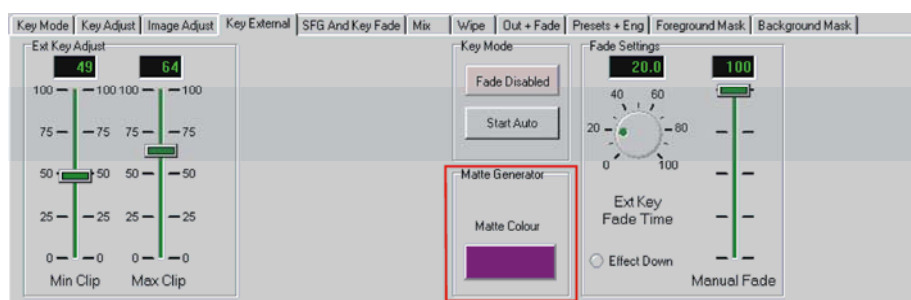 Key Mode Key Adjust Image Adjust Key External SFG And Key Fade Mix Wipe Out + Fade Presets + Eng Foreground Mask Background Mask
Ext Key Adjust
49 64
100 100 100 100
75 75 75 75
50 50 50 50
25 25 25 25
0 0 0 0
Min Clip Max Clip
Key Mode
Fade Disabled
Start Auto
Matte Generator
Matte Colour
Fade Settings
20.0 100
40 60
20 80
0 100
Ext Key
Fade Time
Effect Down
Manual Fade